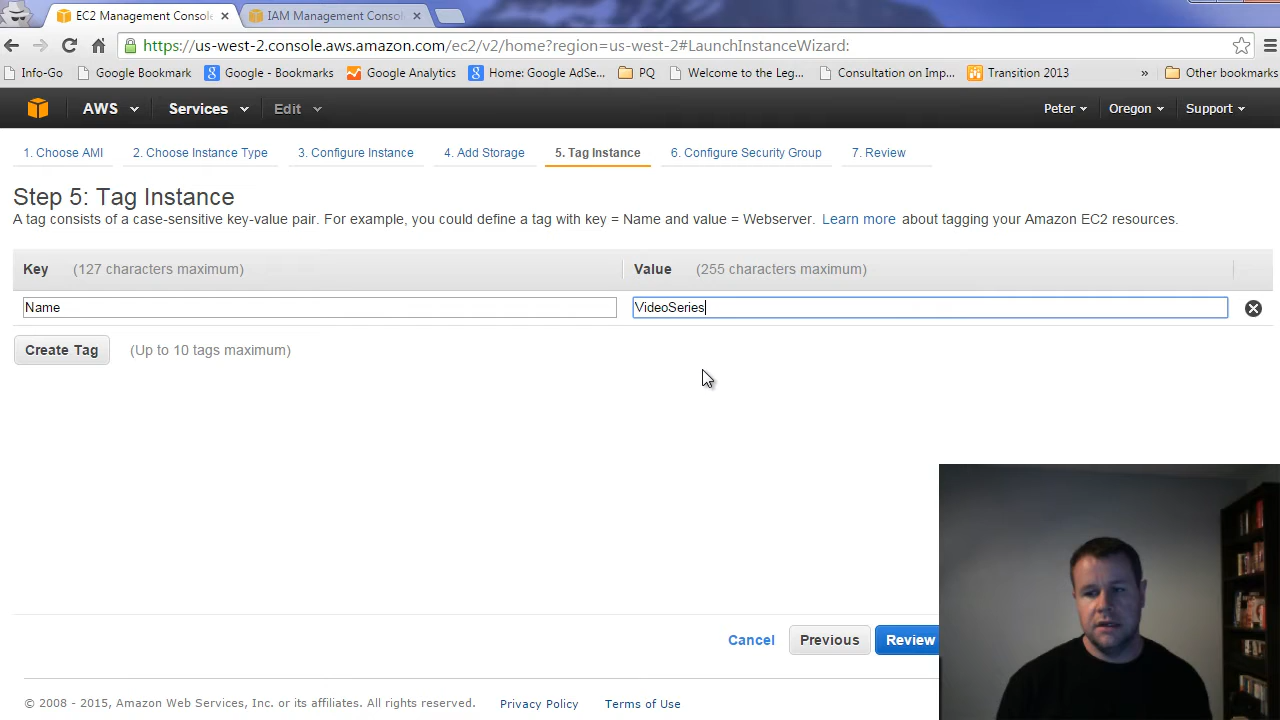 EC2 Management Consol
IAM Management Consol
https://us-west-2.console.aws.amazon.com/ec2/v2/home?region=us-west-2#LaunchInstanceWizard:
Info-Go
Google Bookmark
Google Bookmarks
Google Analytics
Home: Google AdSe...
PQ
Welcome to the Leg...
Consultation on Imp...
Transition 2013
»
Other bookmarks
AWS
Services
Edit
Peter
Oregon
Support
1. Choose AMI
2. Choose Instance Type
3. Configure Instance
4. Add Storage
5. Tag Instance
6. Configure Security Group
7. Review
Step 5: Tag Instance
A tag consists of a case-sensitive key-value pair. For example, you could define a tag with key = Name and value = Webserver. Learn more about tagging your Amazon EC2 resources.
Key (127 characters maximum)
Value (255 characters maximum)
Name
VideoSeries
Create Tag (Up to 10 tags maximum)
Cancel
Previous
Review
© 2008 - 2015, Amazon Web Services, Inc. or its affiliates. All rights reserved.
Privacy Policy
Terms of Use